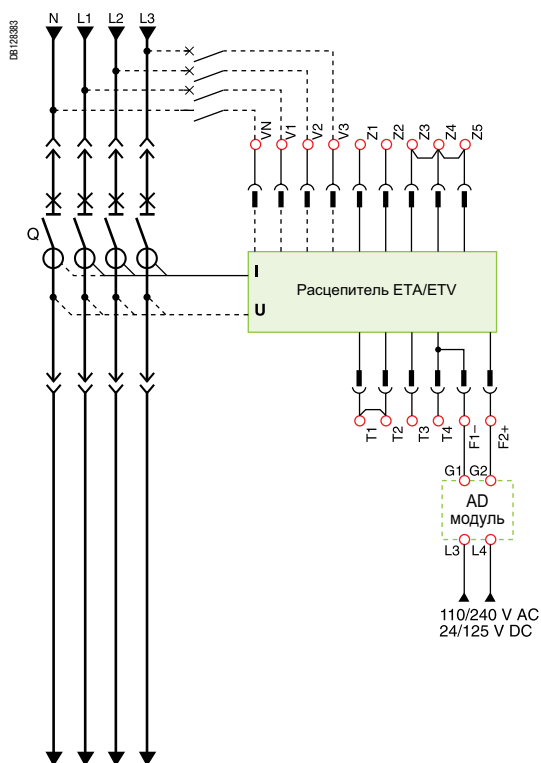 DB128383
N L1 L2 L3
VN V1 V2 V3 Z1 Z2 Z3 Z4 Z5
Q
I
Расцепитель ETA/ETV
U
T1 T2 T3 T4 F1– F2+
G1 G2
AD
модуль
L3 L4
110/240 V AC
24/125 V DC